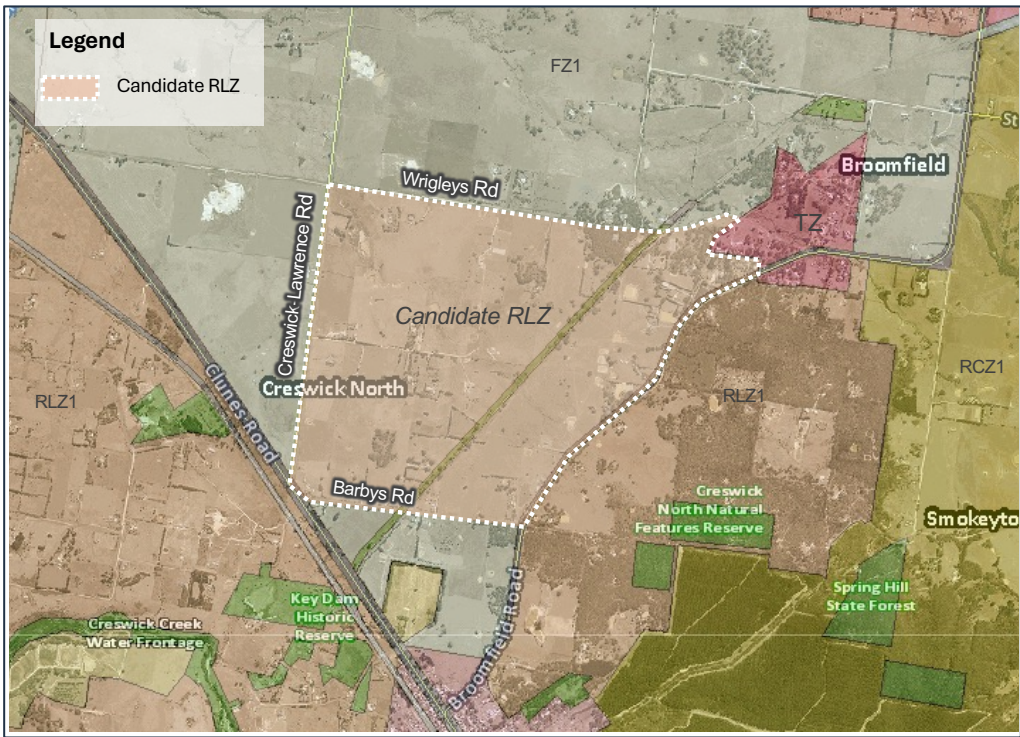 Legend
Candidate RLZ
FZ1
St
Broomfield
Wrigleys Rd
TZ
Creswick-Lawrence Rd
Candidate RLZ
RCZ1
Creswick North
RLZ1
RLZ1
Clunes Road
Barbys Rd
Creswick
North Natural
Features Reserve
Smokeyto
Key Dam
Historic
Reserve
Spring Hill
State Forest
Creswick Creek
Water Frontage
Broomfield Road